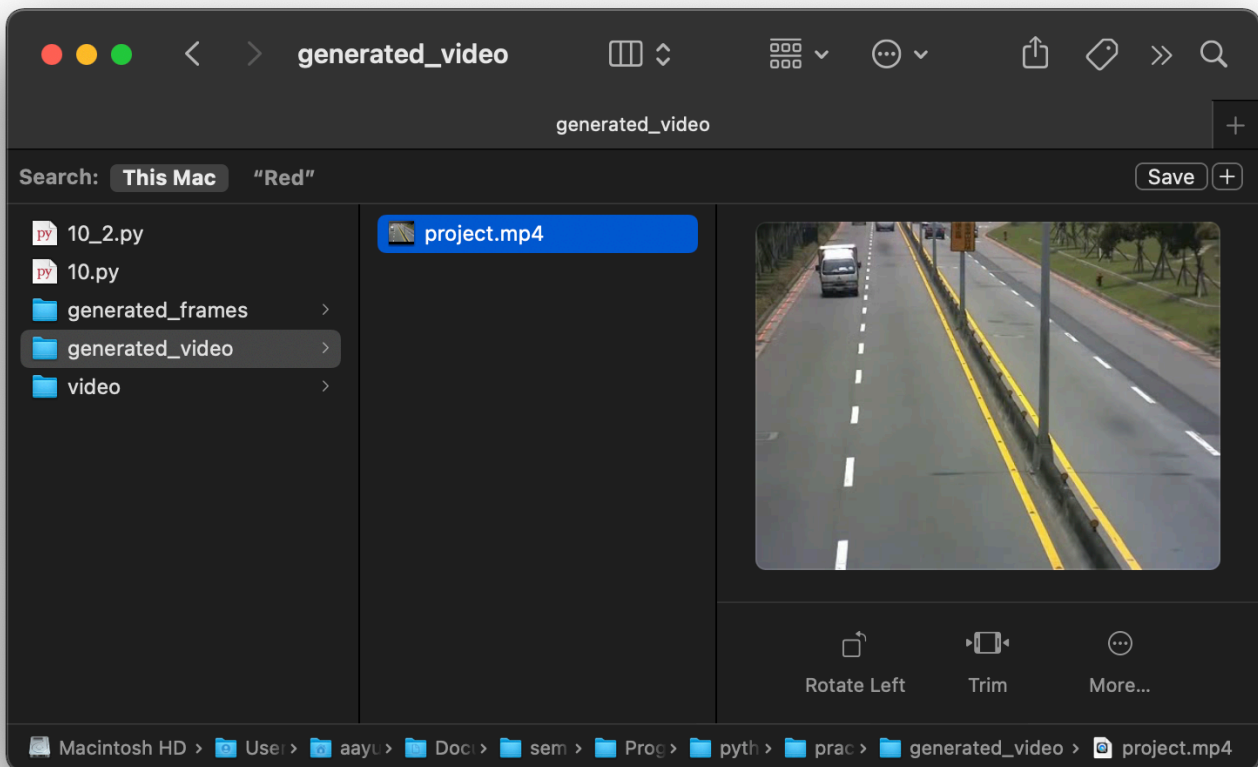 generated_video
generated_video
Search: This Mac “Red” Save
10_2.py
10.py
generated_frames
generated_video
video
project.mp4
Rotate Left Trim More...
Macintosh HD › User › aayu › Docu › sem › Prog › pyth › prac › generated_video › project.mp4